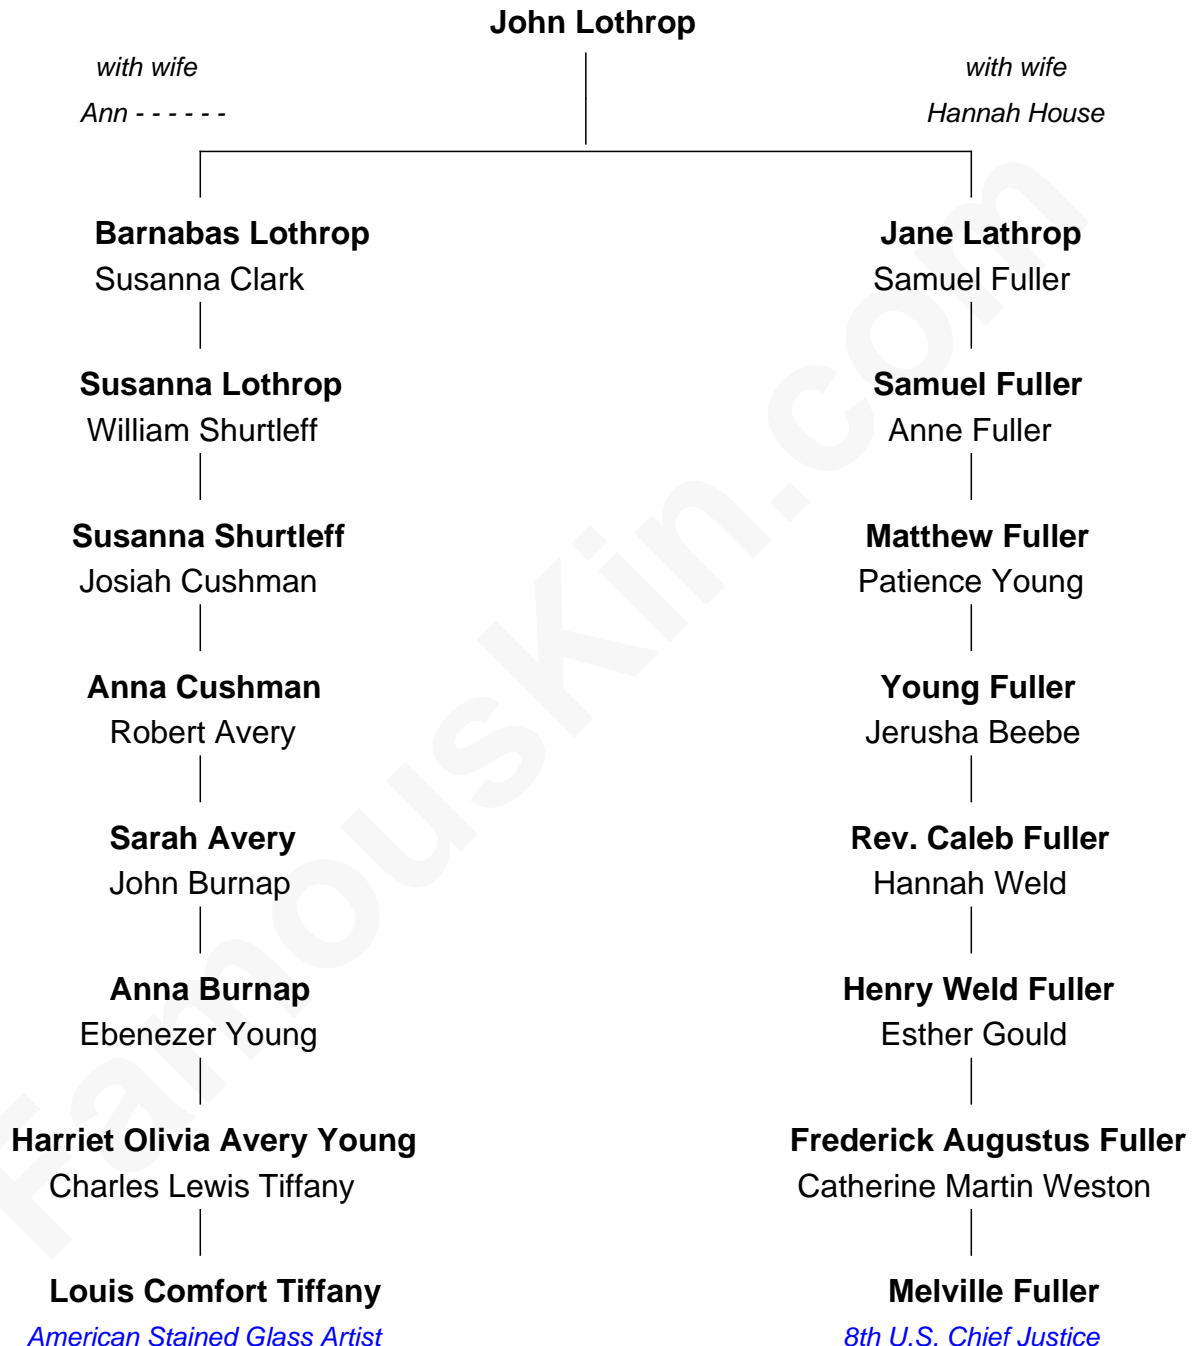 John Lothrop
with wife
Ann - - - - - -
with wife
Hannah House
Barnabas Lothrop
Susanna Clark
Jane Lathrop
Samuel Fuller
Susanna Lothrop
William Shurtleff
Samuel Fuller
Anne Fuller
Susanna Shurtleff
Josiah Cushman
Matthew Fuller
Patience Young
Anna Cushman
Robert Avery
Young Fuller
Jerusha Beebe
Sarah Avery
John Burnap
Rev. Caleb Fuller
Hannah Weld
Anna Burnap
Ebenezer Young
Henry Weld Fuller
Esther Gould
Harriet Olivia Avery Young
Charles Lewis Tiffany
Frederick Augustus Fuller
Catherine Martin Weston
Louis Comfort Tiffany
American Stained Glass Artist
Melville Fuller
8th U.S. Chief Justice
FamousKin.com